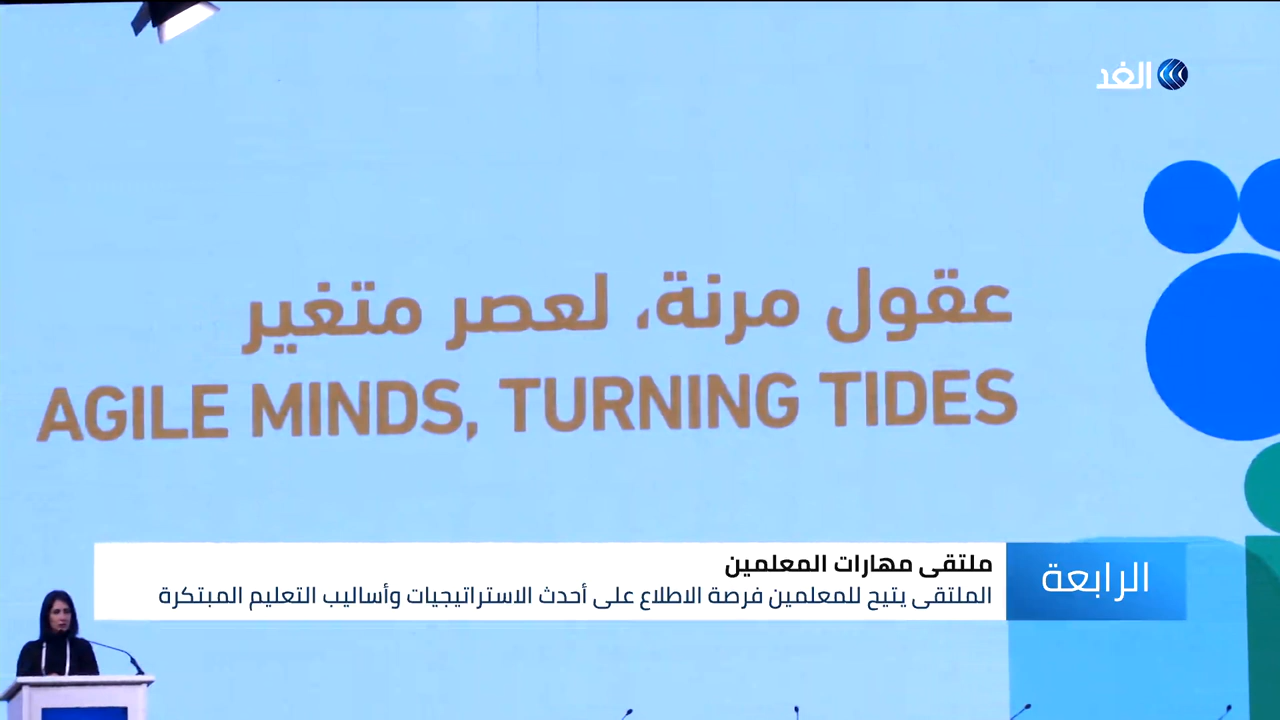 الغد
عقول مرنة، لعصر متغير
AGILE MINDS, TURNING TIDES
الرابعة
ملتقى مهارات المعلمين
الملتقى يتيح للمعلمين فرصة الاطلاع على أحدث الاستراتيجيات وأساليب التعليم المبتكرة